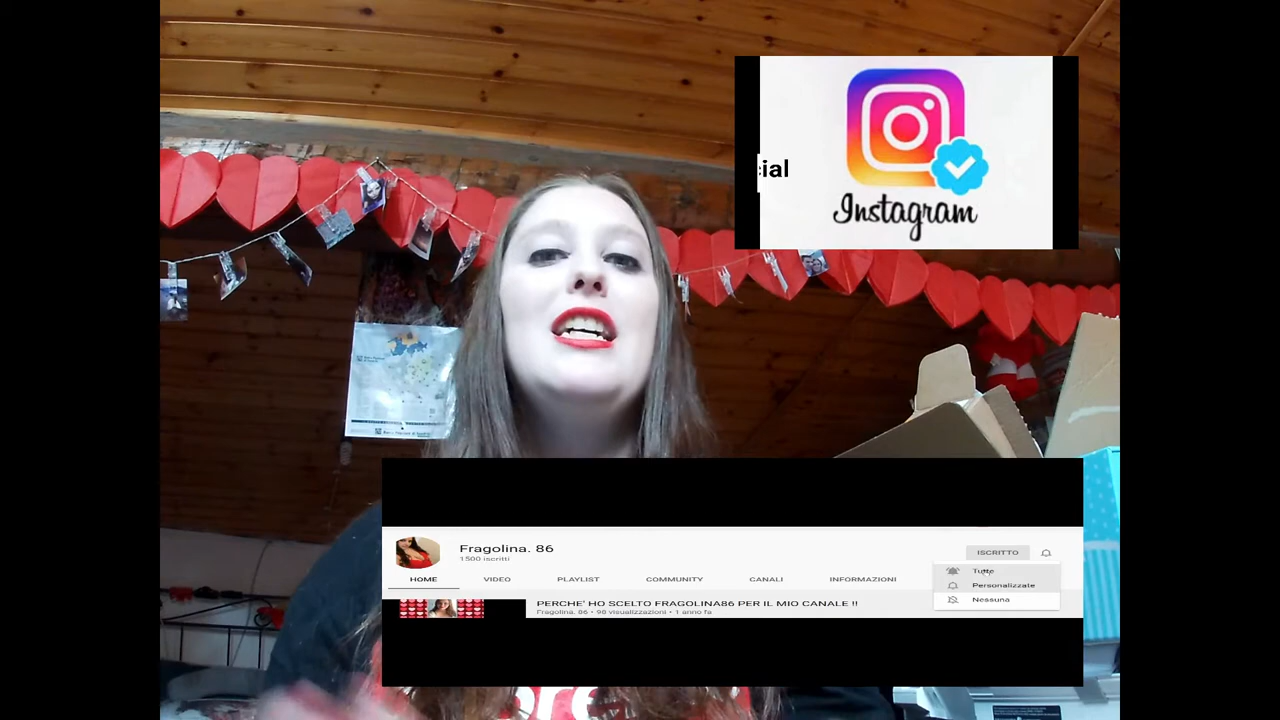 cial
Instagram
Fragolina. 86
1500 iscritti
ISCRITTO
HOME
VIDEO
PLAYLIST
COMMUNITY
CANALI
INFORMAZIONI
Tutte
Personalizzate
Nessuna
PERCHE' HO SCELTO FRAGOLINA86 PER IL MIO CANALE !!
Fragolina. 86 • 98 visualizzazioni • 1 anno fa